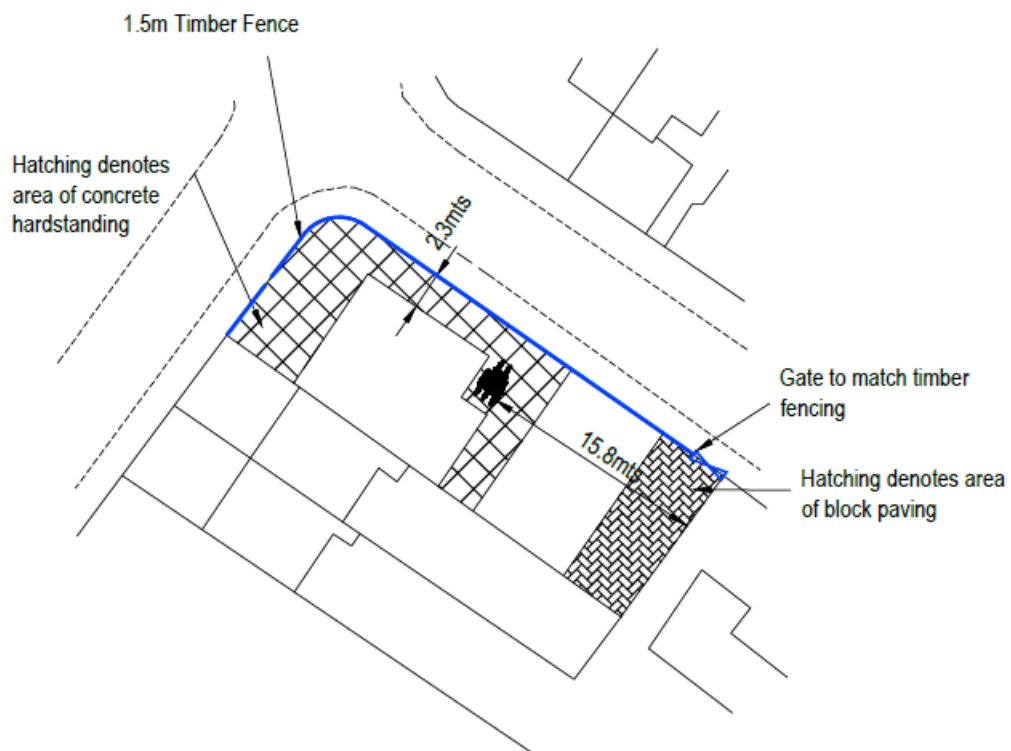 1.5m Timber Fence
Hatching denotes
area of concrete
hardstanding
2.3mts
Gate to match timber
fencing
15.8mts
Hatching denotes area
of block paving